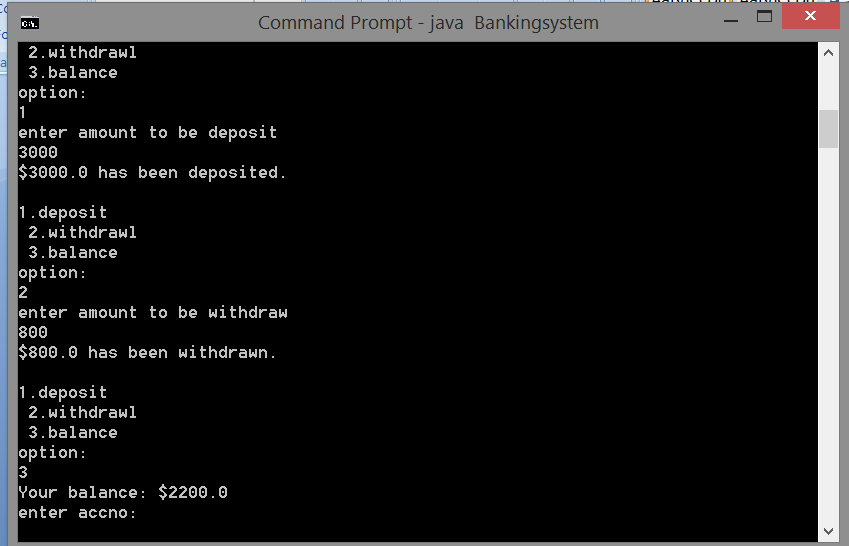 Command Prompt - java Bankingsystem
2.withdrawl
3.balance
option:
1
enter amount to be deposit
3000
$3000.0 has been deposited.
1.deposit
2.withdrawl
3.balance
option:
2
enter amount to be withdraw
800
$800.0 has been withdrawn.
1.deposit
2.withdrawl
3.balance
option:
3
Your balance: $2200.0
enter accno: